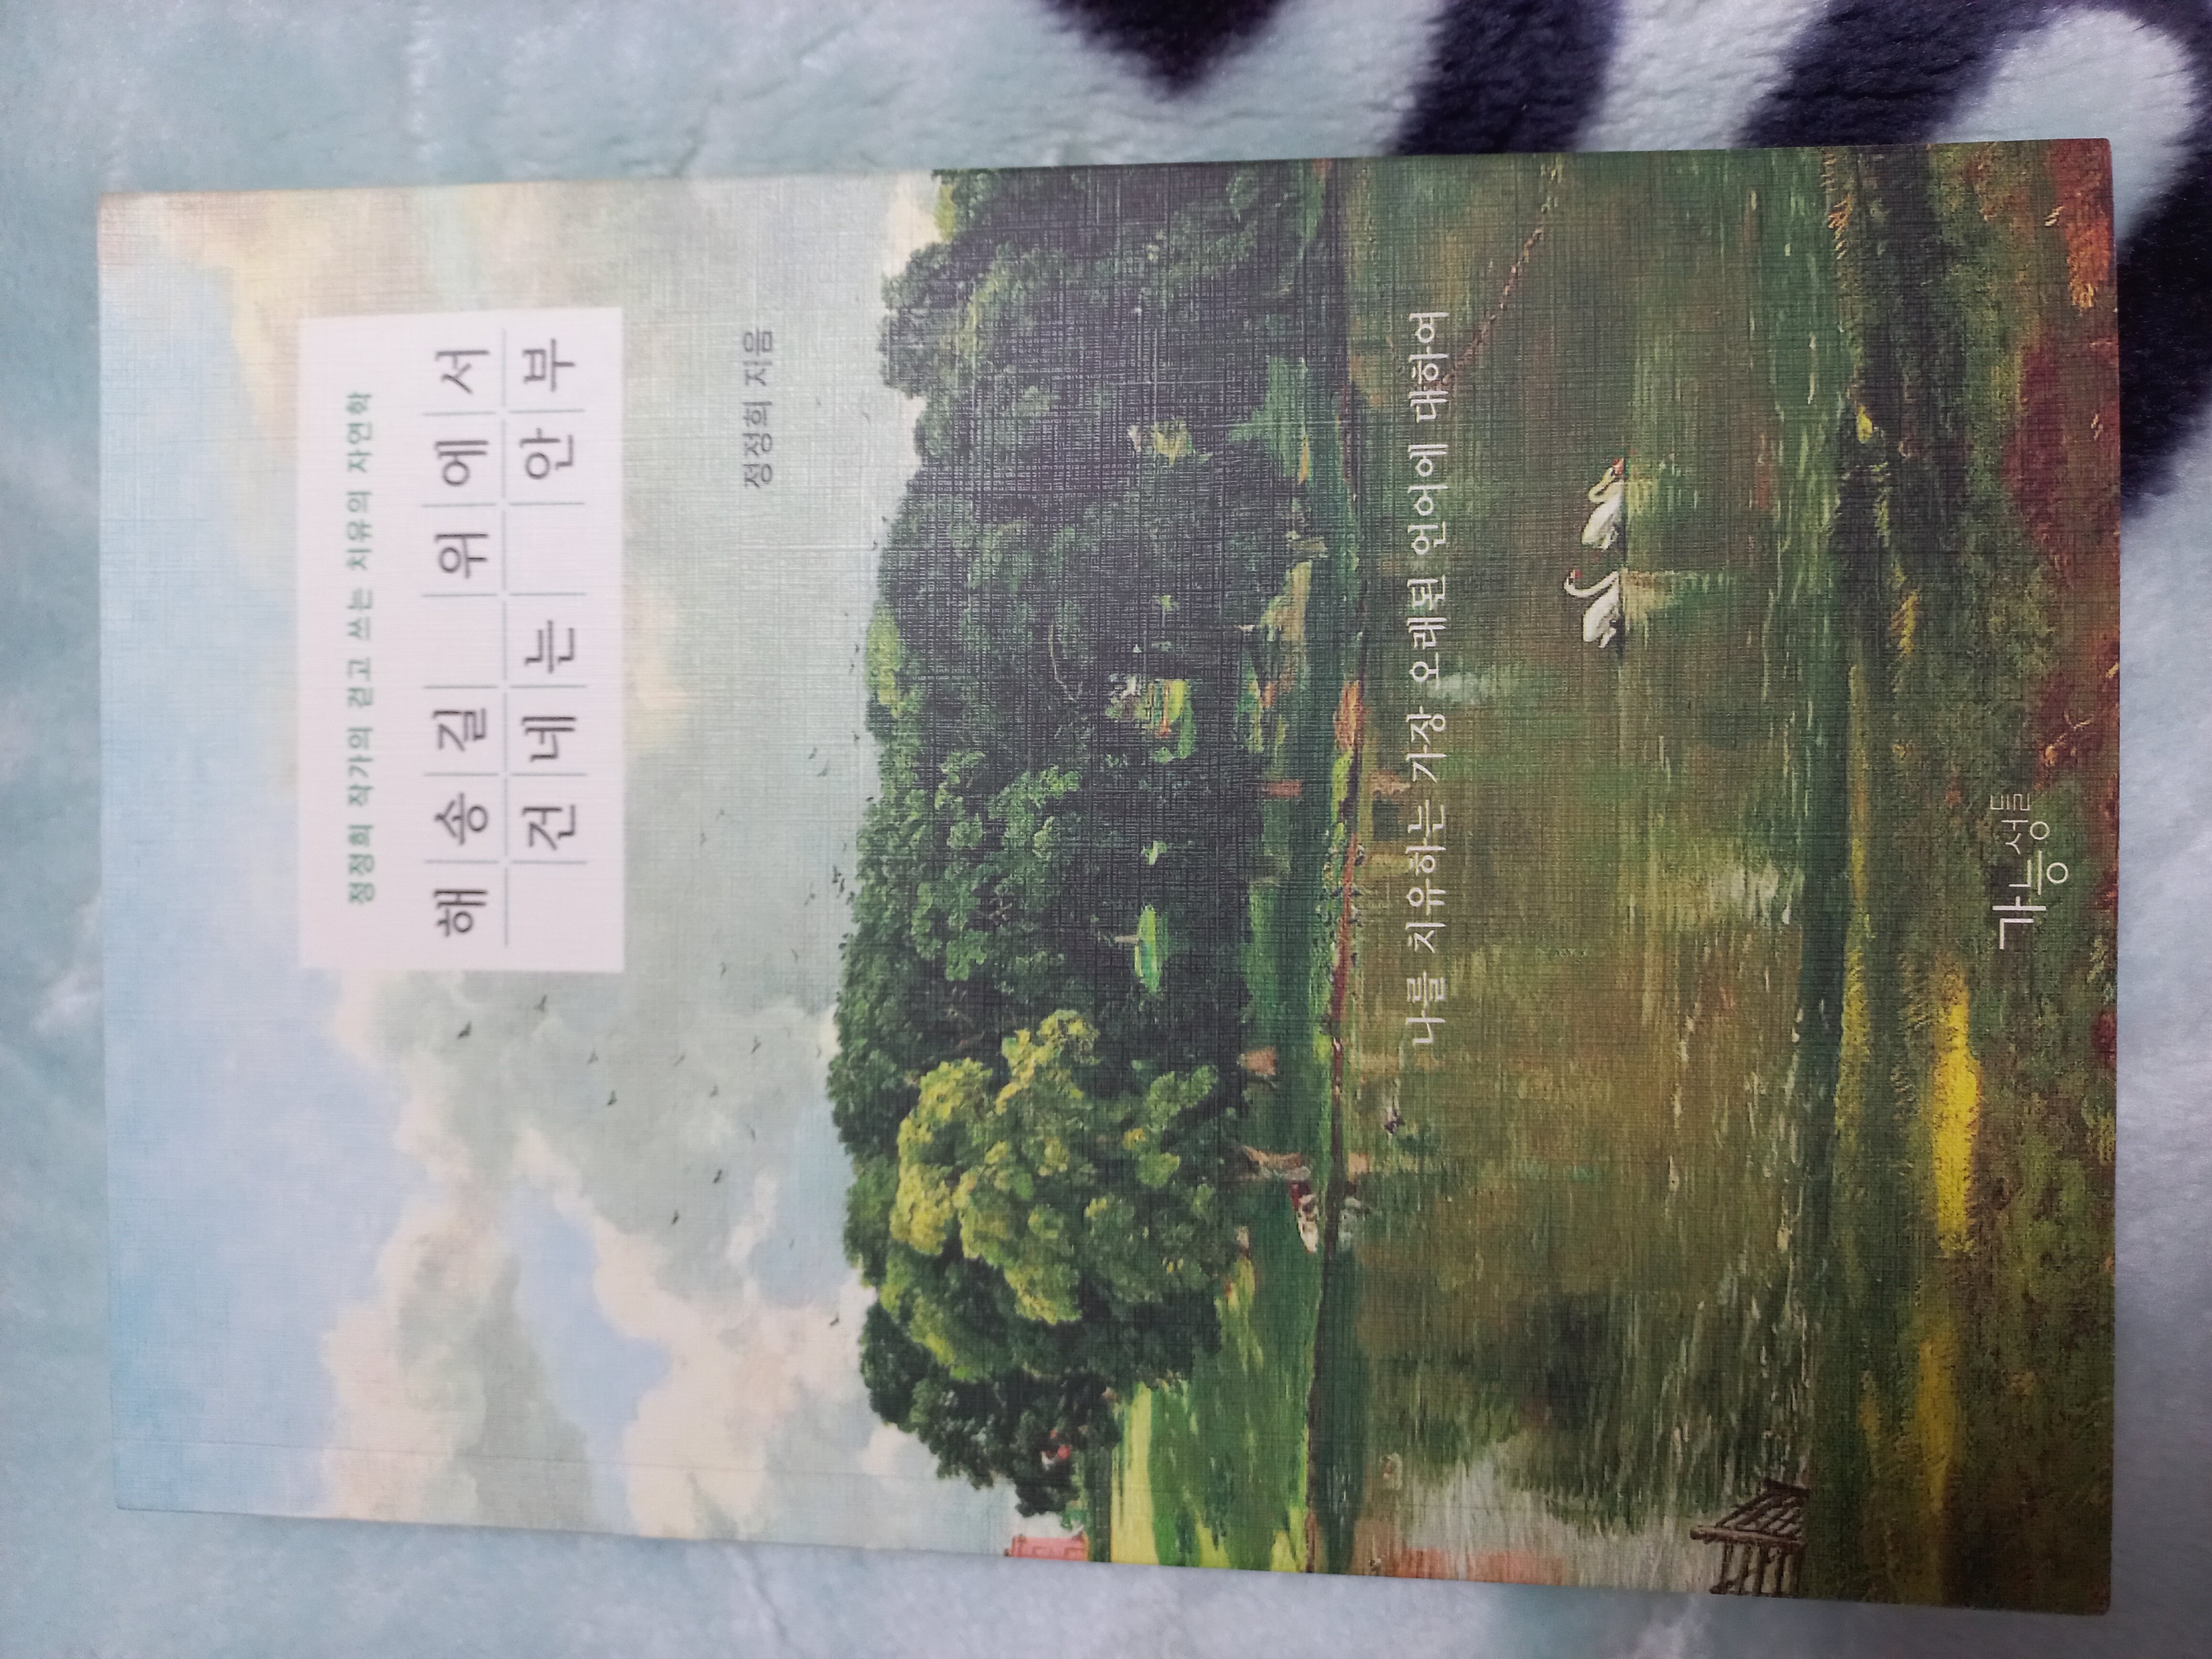 정정희 작가의 걷고 쓰는 치유의 자연학
해송길 위에서
건네는 안부
정정희 지음
나를 치유하는 가장 오래된 언어에 대하여
가능성들